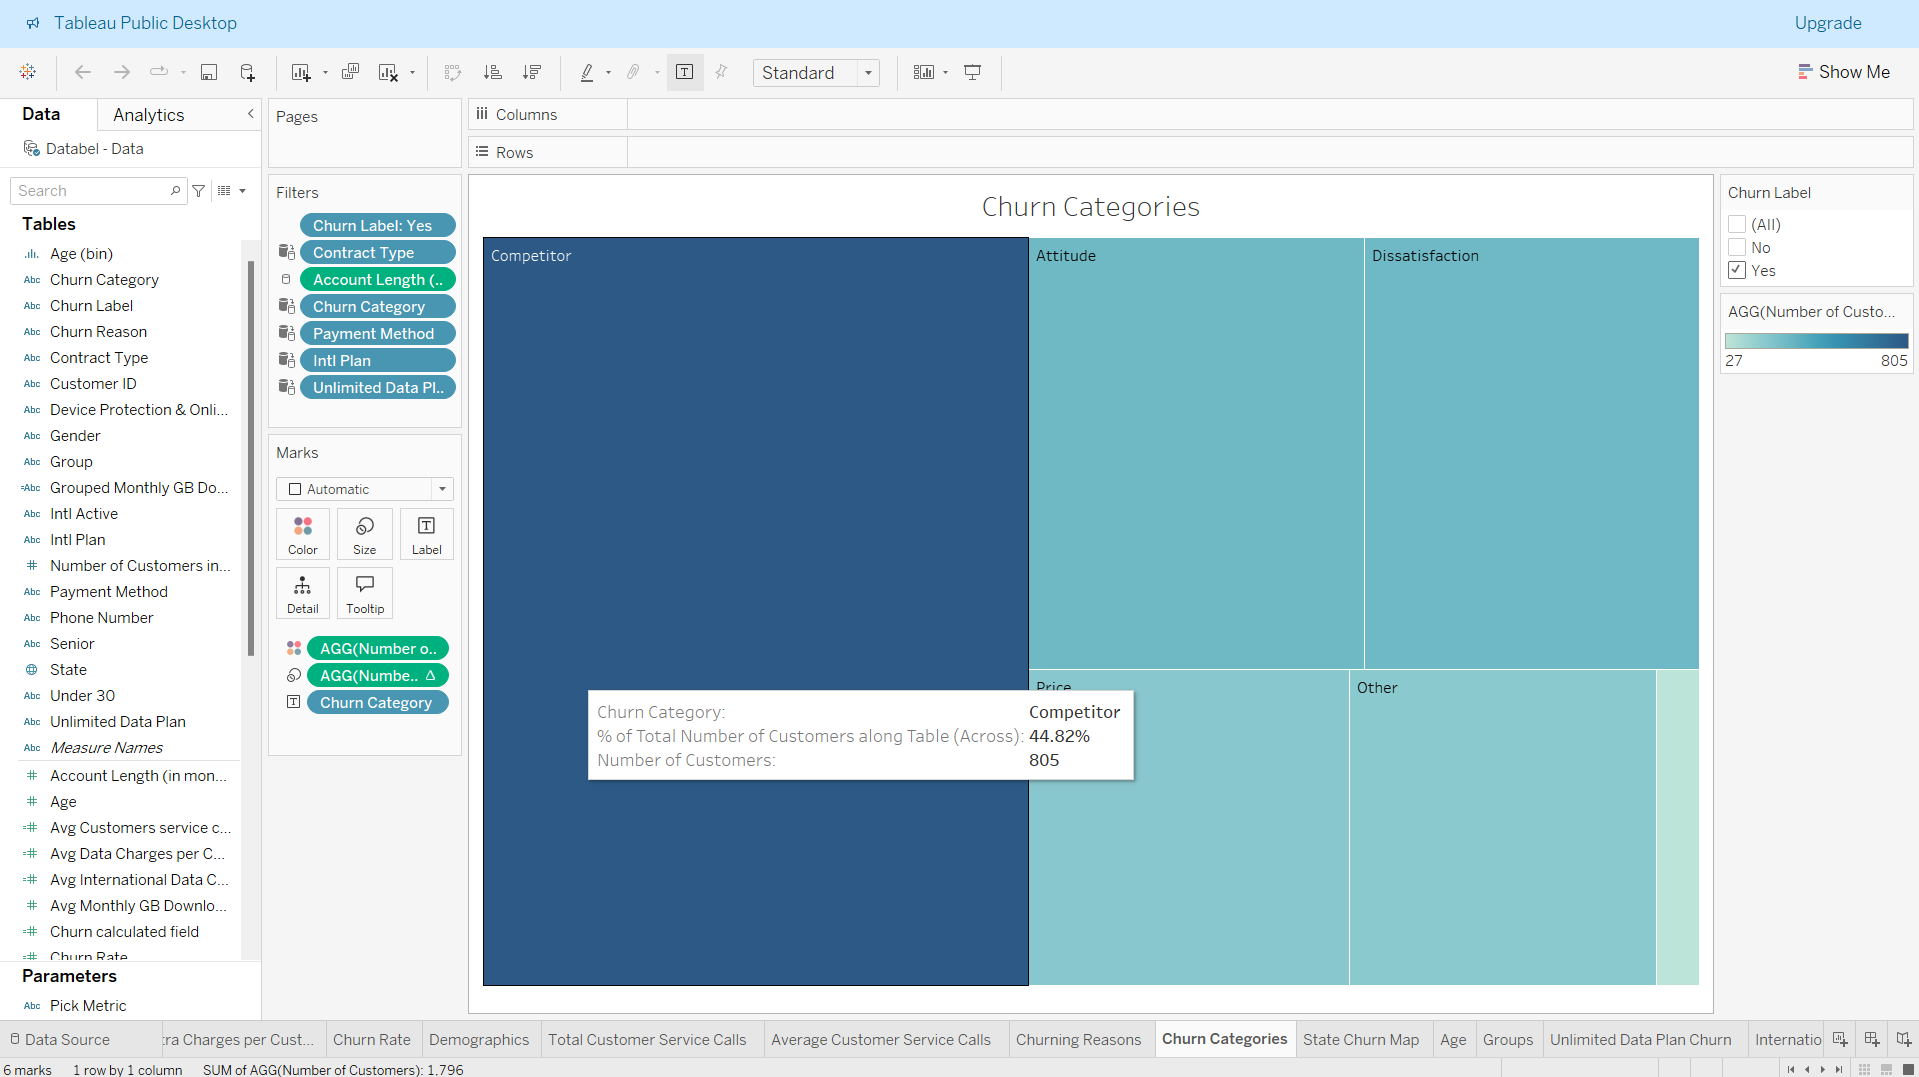 Tableau Public Desktop
Upgrade
Standard
Show Me
Data
Analytics
Databel - Data
Search
Tables
Age (bin)
Churn Category
Churn Label
Churn Reason
Contract Type
Customer ID
Device Protection & Onli...
Gender
Group
Grouped Monthly GB Do...
Intl Active
Intl Plan
Number of Customers in...
Payment Method
Phone Number
Senior
State
Under 30
Unlimited Data Plan
Measure Names
Account Length (in mon...
Age
Avg Customers service c...
Avg Data Charges per C...
Avg International Data C...
Avg Monthly GB Downlo...
Churn calculated field
Churn Rate
Parameters
Pick Metric
Pages
Filters
Churn Label: Yes
Contract Type
Account Length (..
Churn Category
Payment Method
Intl Plan
Unlimited Data Pl..
Marks
Automatic
Color
Size
Label
Detail
Tooltip
AGG(Number o..
AGG(Numbe.. Δ
Churn Category
Columns
Rows
Churn Categories
Competitor
Attitude
Dissatisfaction
Price
Other
Churn Category: Competitor
% of Total Number of Customers along Table (Across): 44.82%
Number of Customers: 805
Churn Label
(All)
No
Yes
AGG(Number of Custo...
27 805
Data Source
tra Charges per Cust...
Churn Rate
Demographics
Total Customer Service Calls
Average Customer Service Calls
Churning Reasons
Churn Categories
State Churn Map
Age
Groups
Unlimited Data Plan Churn
Internatio
6 marks 1 row by 1 column SUM of AGG(Number of Customers): 1,796